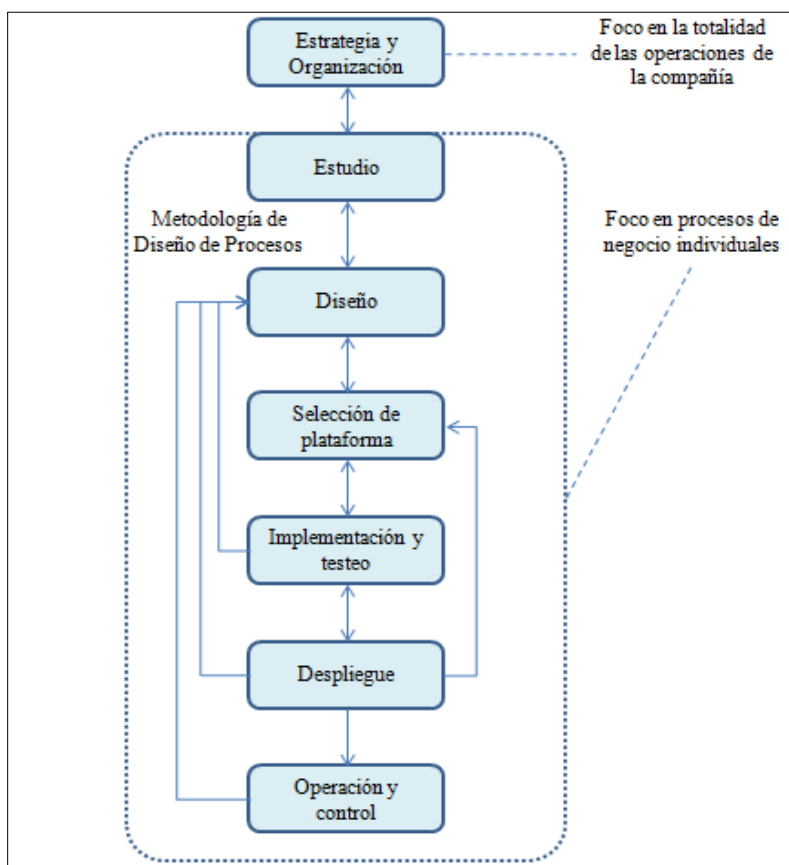 Estrategia y
Organización
Foco en la totalidad
de las operaciones de
la compañía
Estudio
Metodología de
Diseño de Procesos
Foco en procesos de
negocio individuales
Diseño
Selección de
plataforma
Implementación y
testeo
Despliegue
Operación y
control